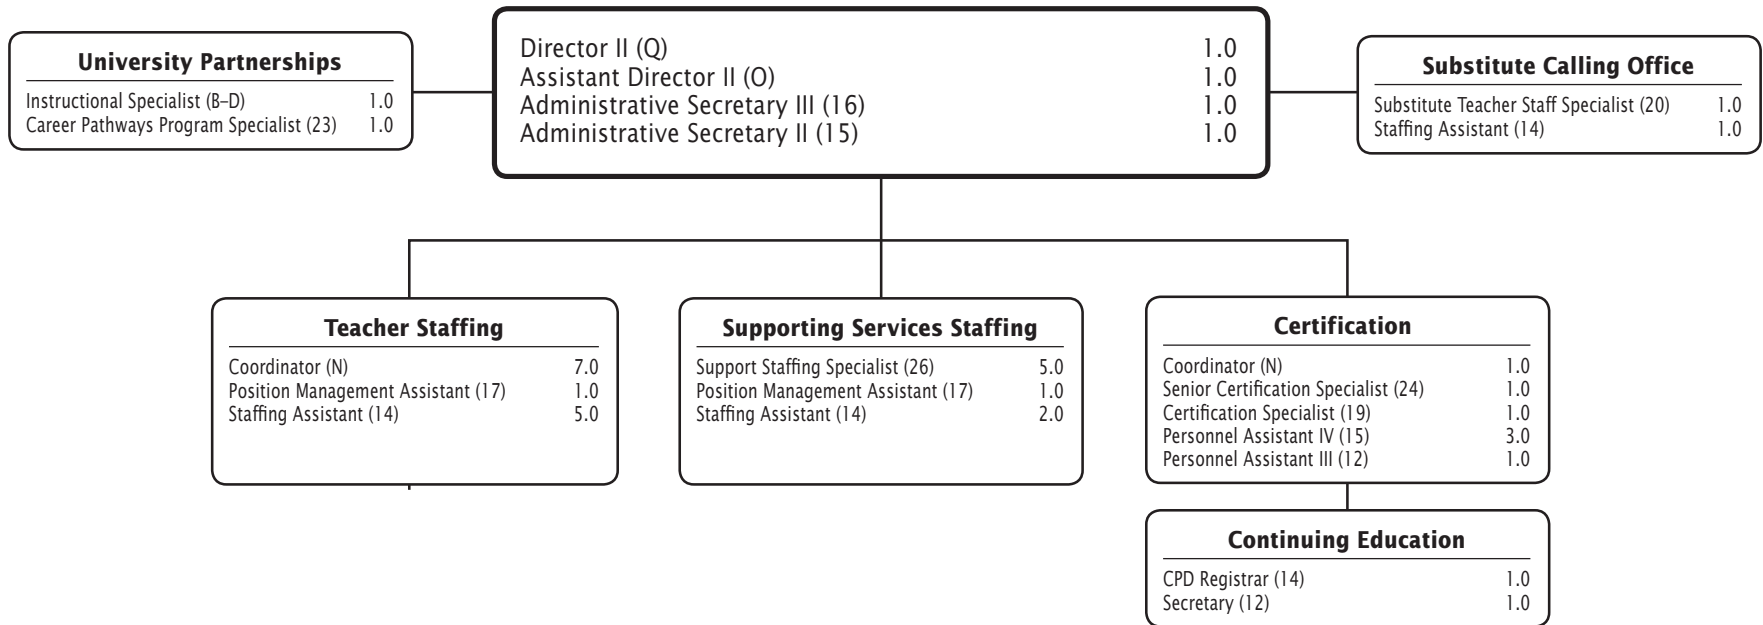 University Partnerships
Instructional Specialist (B–D) 1.0
Career Pathways Program Specialist (23) 1.0
Director II (Q) 1.0
Assistant Director II (O) 1.0
Administrative Secretary III (16) 1.0
Administrative Secretary II (15) 1.0
Substitute Calling Office
Substitute Teacher Staff Specialist (20) 1.0
Staffing Assistant (14) 1.0
Teacher Staffing
Coordinator (N) 7.0
Position Management Assistant (17) 1.0
Staffing Assistant (14) 5.0
Supporting Services Staffing
Support Staffing Specialist (26) 5.0
Position Management Assistant (17) 1.0
Staffing Assistant (14) 2.0
Certification
Coordinator (N) 1.0
Senior Certification Specialist (24) 1.0
Certification Specialist (19) 1.0
Personnel Assistant IV (15) 3.0
Personnel Assistant III (12) 1.0
Continuing Education
CPD Registrar (14) 1.0
Secretary (12) 1.0